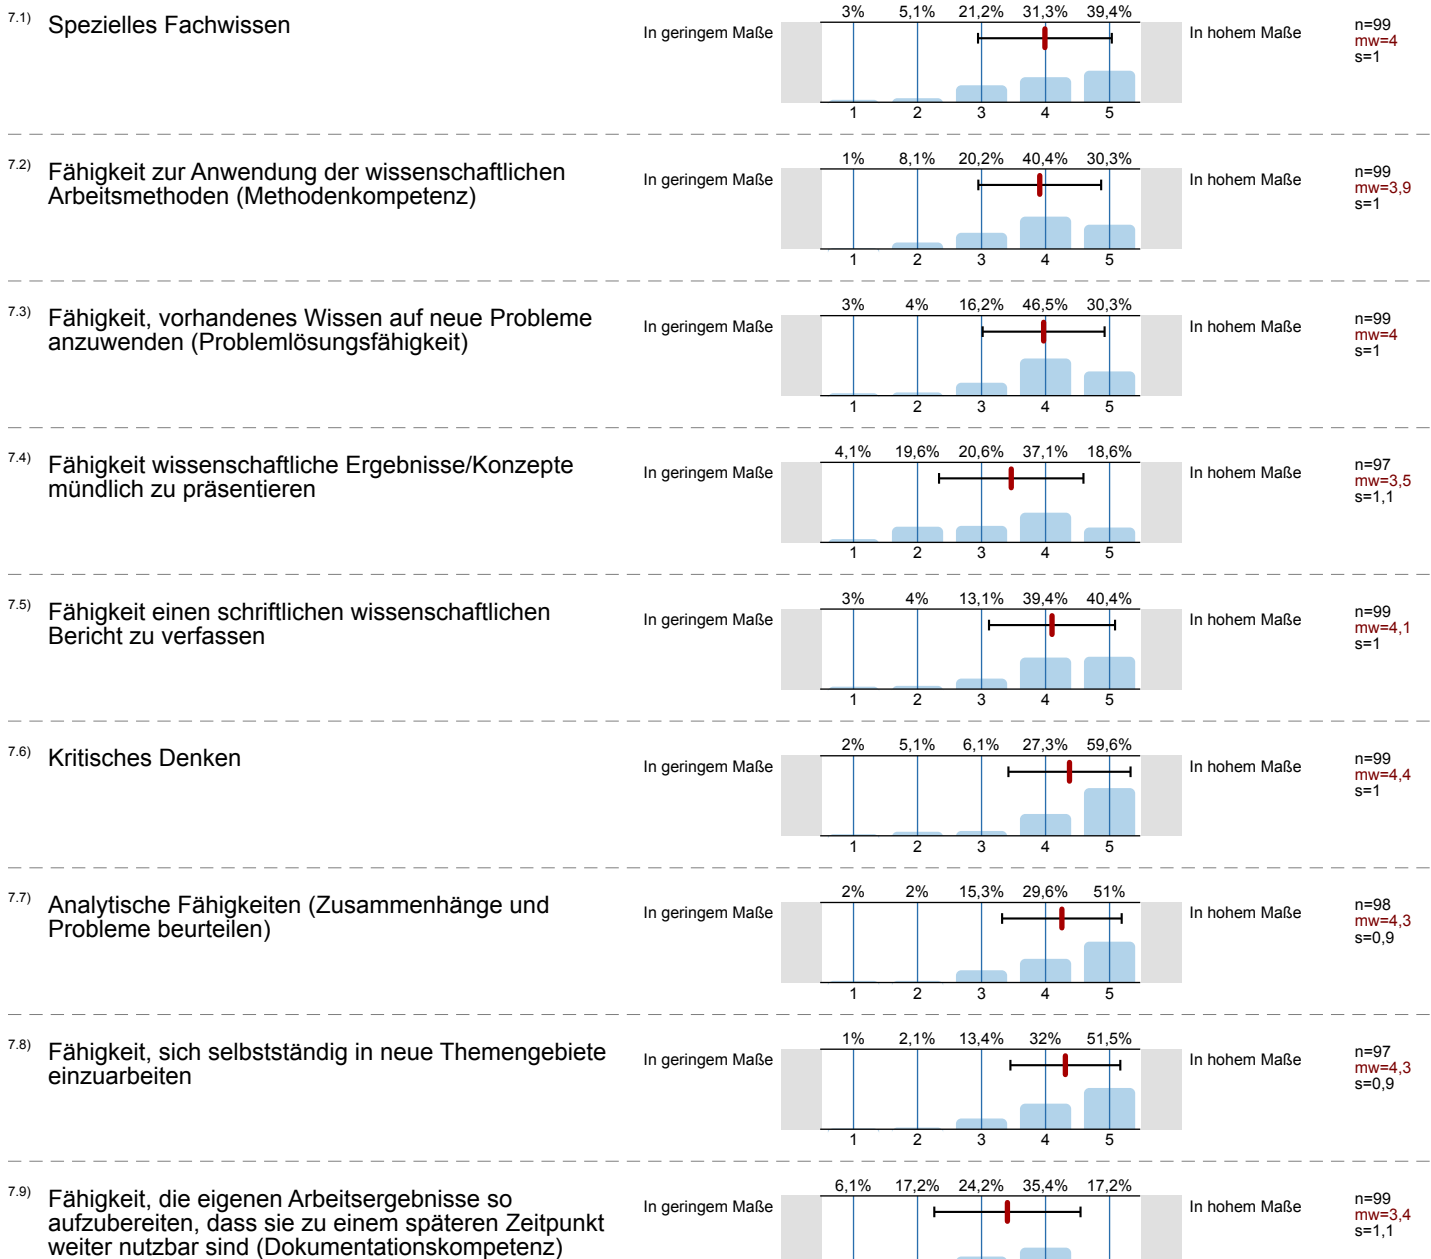 7.1) Spezielles Fachwissen
In geringem Maße
3% 5,1% 21,2% 31,3% 39,4%
1 2 3 4 5
In hohem Maße
n=99
mw=4
s=1
7.2) Fähigkeit zur Anwendung der wissenschaftlichen
Arbeitsmethoden (Methodenkompetenz)
In geringem Maße
1% 8,1% 20,2% 40,4% 30,3%
1 2 3 4 5
In hohem Maße
n=99
mw=3,9
s=1
7.3) Fähigkeit, vorhandenes Wissen auf neue Probleme
anzuwenden (Problemlösungsfähigkeit)
In geringem Maße
3% 4% 16,2% 46,5% 30,3%
1 2 3 4 5
In hohem Maße
n=99
mw=4
s=1
7.4) Fähigkeit wissenschaftliche Ergebnisse/Konzepte
mündlich zu präsentieren
In geringem Maße
4,1% 19,6% 20,6% 37,1% 18,6%
1 2 3 4 5
In hohem Maße
n=97
mw=3,5
s=1,1
7.5) Fähigkeit einen schriftlichen wissenschaftlichen
Bericht zu verfassen
In geringem Maße
3% 4% 13,1% 39,4% 40,4%
1 2 3 4 5
In hohem Maße
n=99
mw=4,1
s=1
7.6) Kritisches Denken
In geringem Maße
2% 5,1% 6,1% 27,3% 59,6%
1 2 3 4 5
In hohem Maße
n=99
mw=4,4
s=1
7.7) Analytische Fähigkeiten (Zusammenhänge und
Probleme beurteilen)
In geringem Maße
2% 2% 15,3% 29,6% 51%
1 2 3 4 5
In hohem Maße
n=98
mw=4,3
s=0,9
7.8) Fähigkeit, sich selbstständig in neue Themengebiete
einzuarbeiten
In geringem Maße
1% 2,1% 13,4% 32% 51,5%
1 2 3 4 5
In hohem Maße
n=97
mw=4,3
s=0,9
7.9) Fähigkeit, die eigenen Arbeitsergebnisse so
aufzubereiten, dass sie zu einem späteren Zeitpunkt
weiter nutzbar sind (Dokumentationskompetenz)
In geringem Maße
6,1% 17,2% 24,2% 35,4% 17,2%
In hohem Maße
n=99
mw=3,4
s=1,1